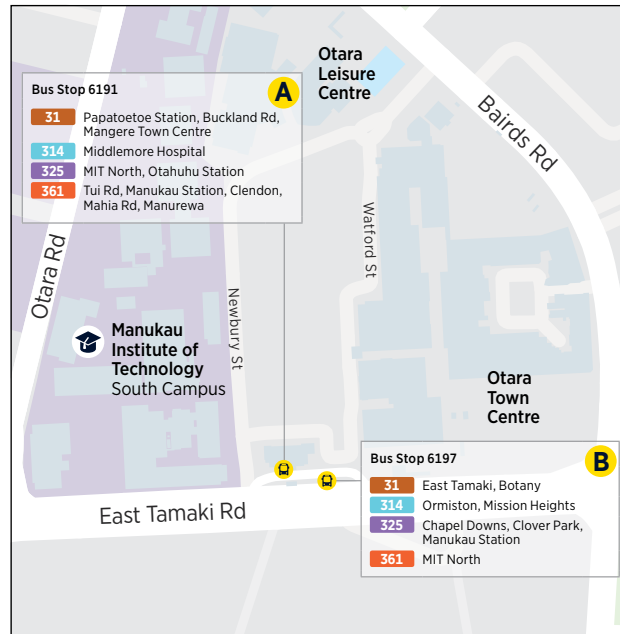 Otara
Leisure
Centre
Bairds Rd
Bus Stop 6191
A
31 Papatoetoe Station, Buckland Rd,
Mangere Town Centre
314 Middlemore Hospital
325 MIT North, Otahuhu Station
361 Tui Rd, Manukau Station, Clendon,
Mahia Rd, Manurewa
Otara Rd
Watford St
Newbury St
Manukau
Institute of
Technology
South Campus
Otara
Town
Centre
Bus Stop 6197
B
31 East Tamaki, Botany
314 Ormiston, Mission Heights
325 Chapel Downs, Clover Park,
Manukau Station
361 MIT North
East Tamaki Rd